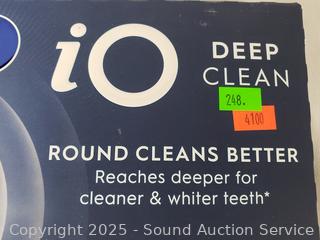 iO
DEEP
CLEAN
248.
4100
ROUND CLEANS BETTER
Reaches deeper for
cleaner & whiter teeth*
Copyright 2025 - Sound Auction Service